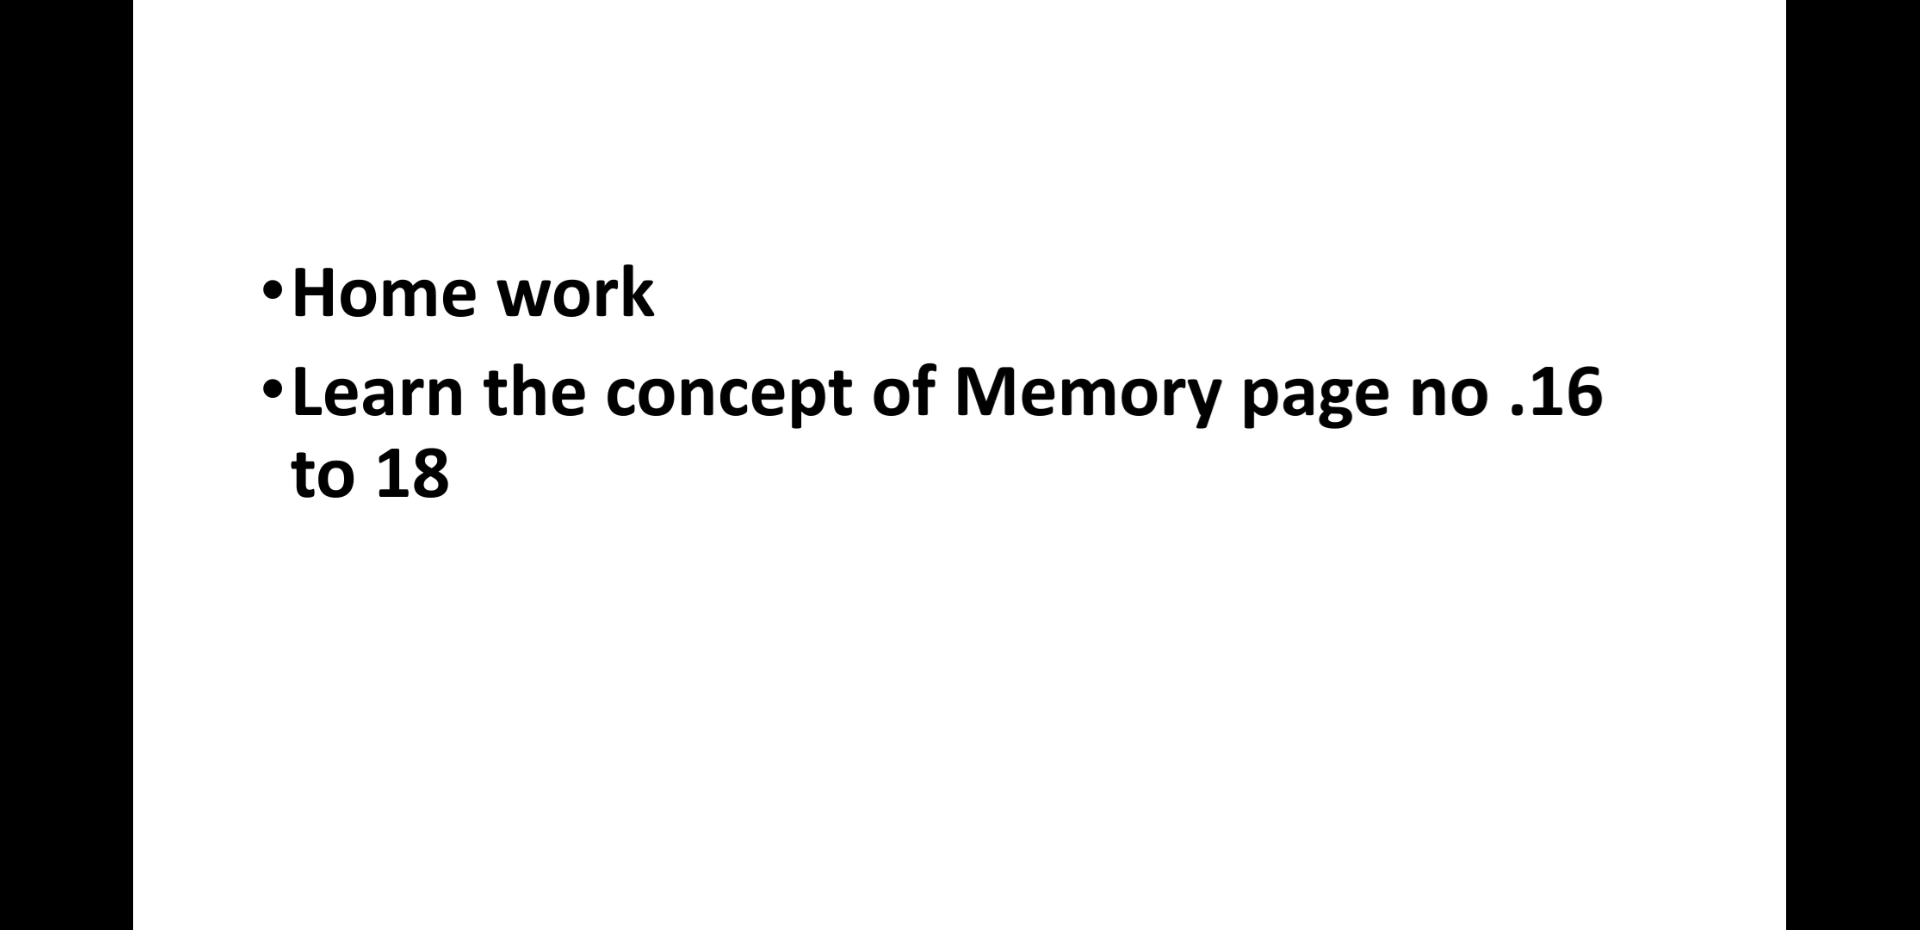 •Home work
•Learn the concept of Memory page no .16
to 18